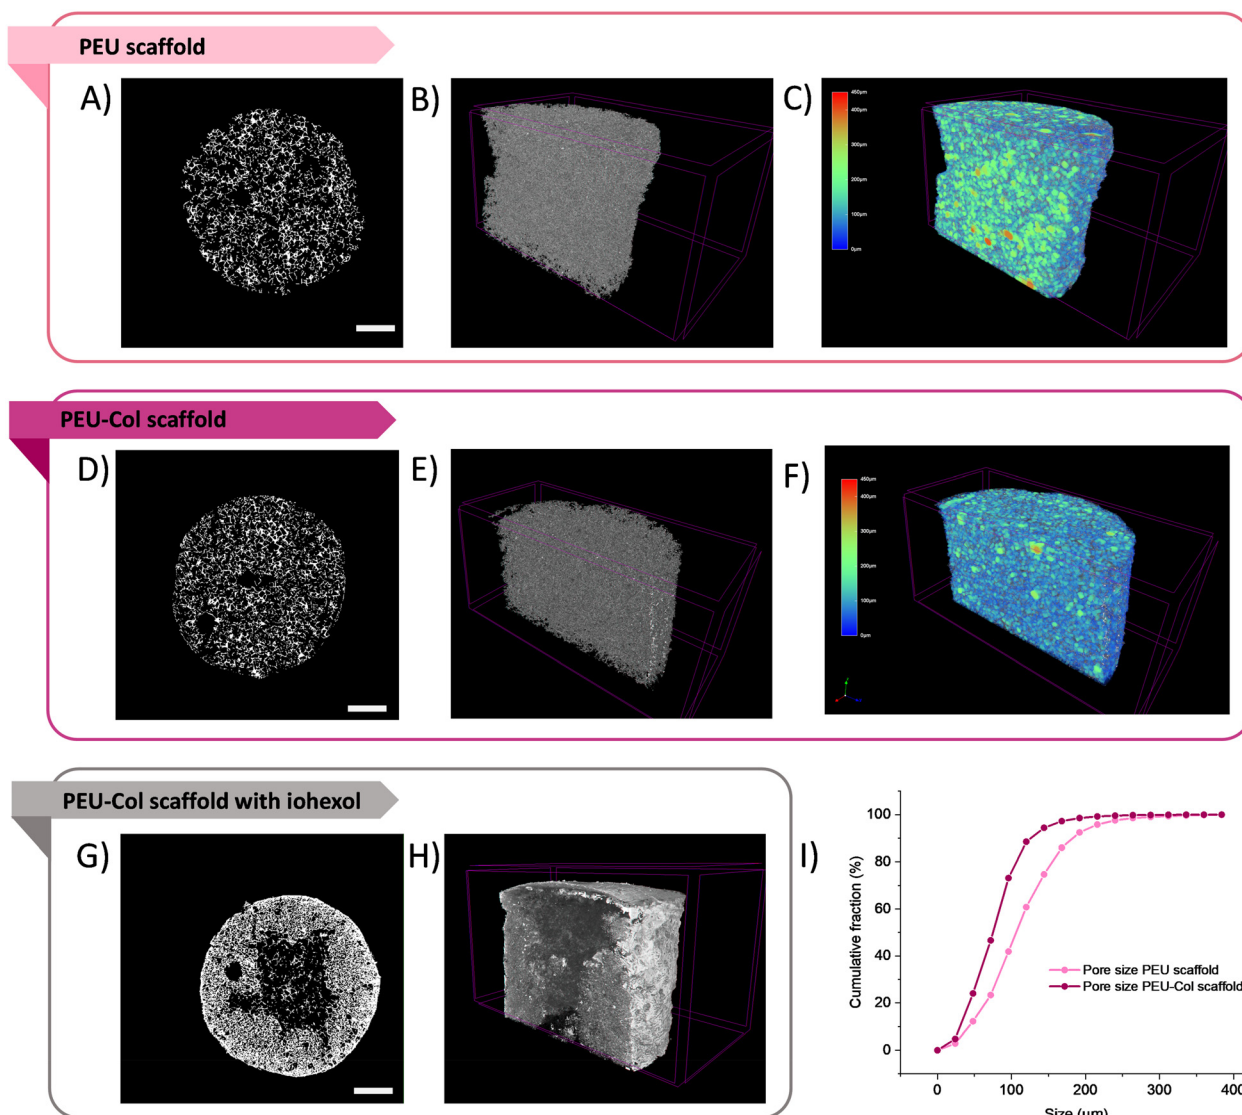 PEU scaffold
A)
B)
C)
450µm
400µm
300µm
200µm
100µm
0µm
PEU-Col scaffold
D)
E)
F)
450µm
400µm
300µm
200µm
100µm
0µm
PEU-Col scaffold with iohexol
G)
H)
I)
Cumulative fraction (%)
100
80
60
40
20
0
Pore size PEU scaffold
Pore size PEU-Col scaffold
0
100
200
300
400
Size (µm)